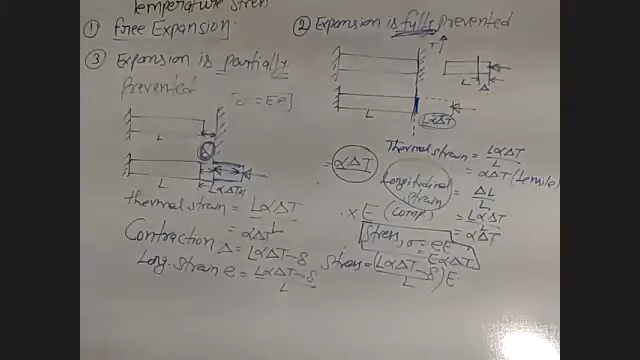 Temperature Stren
① free Expansion.
② Expansion is fully prevented
③ Expansion is partially
Prevented
[σ = Ee]
L
L
LαΔT
T↑
L
Δ
L
LαΔT
Thermal strain = LαΔT/L
= αΔT (tensile)
= αΔT
Longitudinal strain = ΔL/L
= LαΔT/L
= αΔT
× E (comp.)
Stress, σ = eE
= EαΔT
thermal strain = LαΔT/L
= αΔT
Contraction Δ = LαΔT-δ
Long. Strain e = LαΔT-δ/L
Stress = (LαΔT-δ/L) E